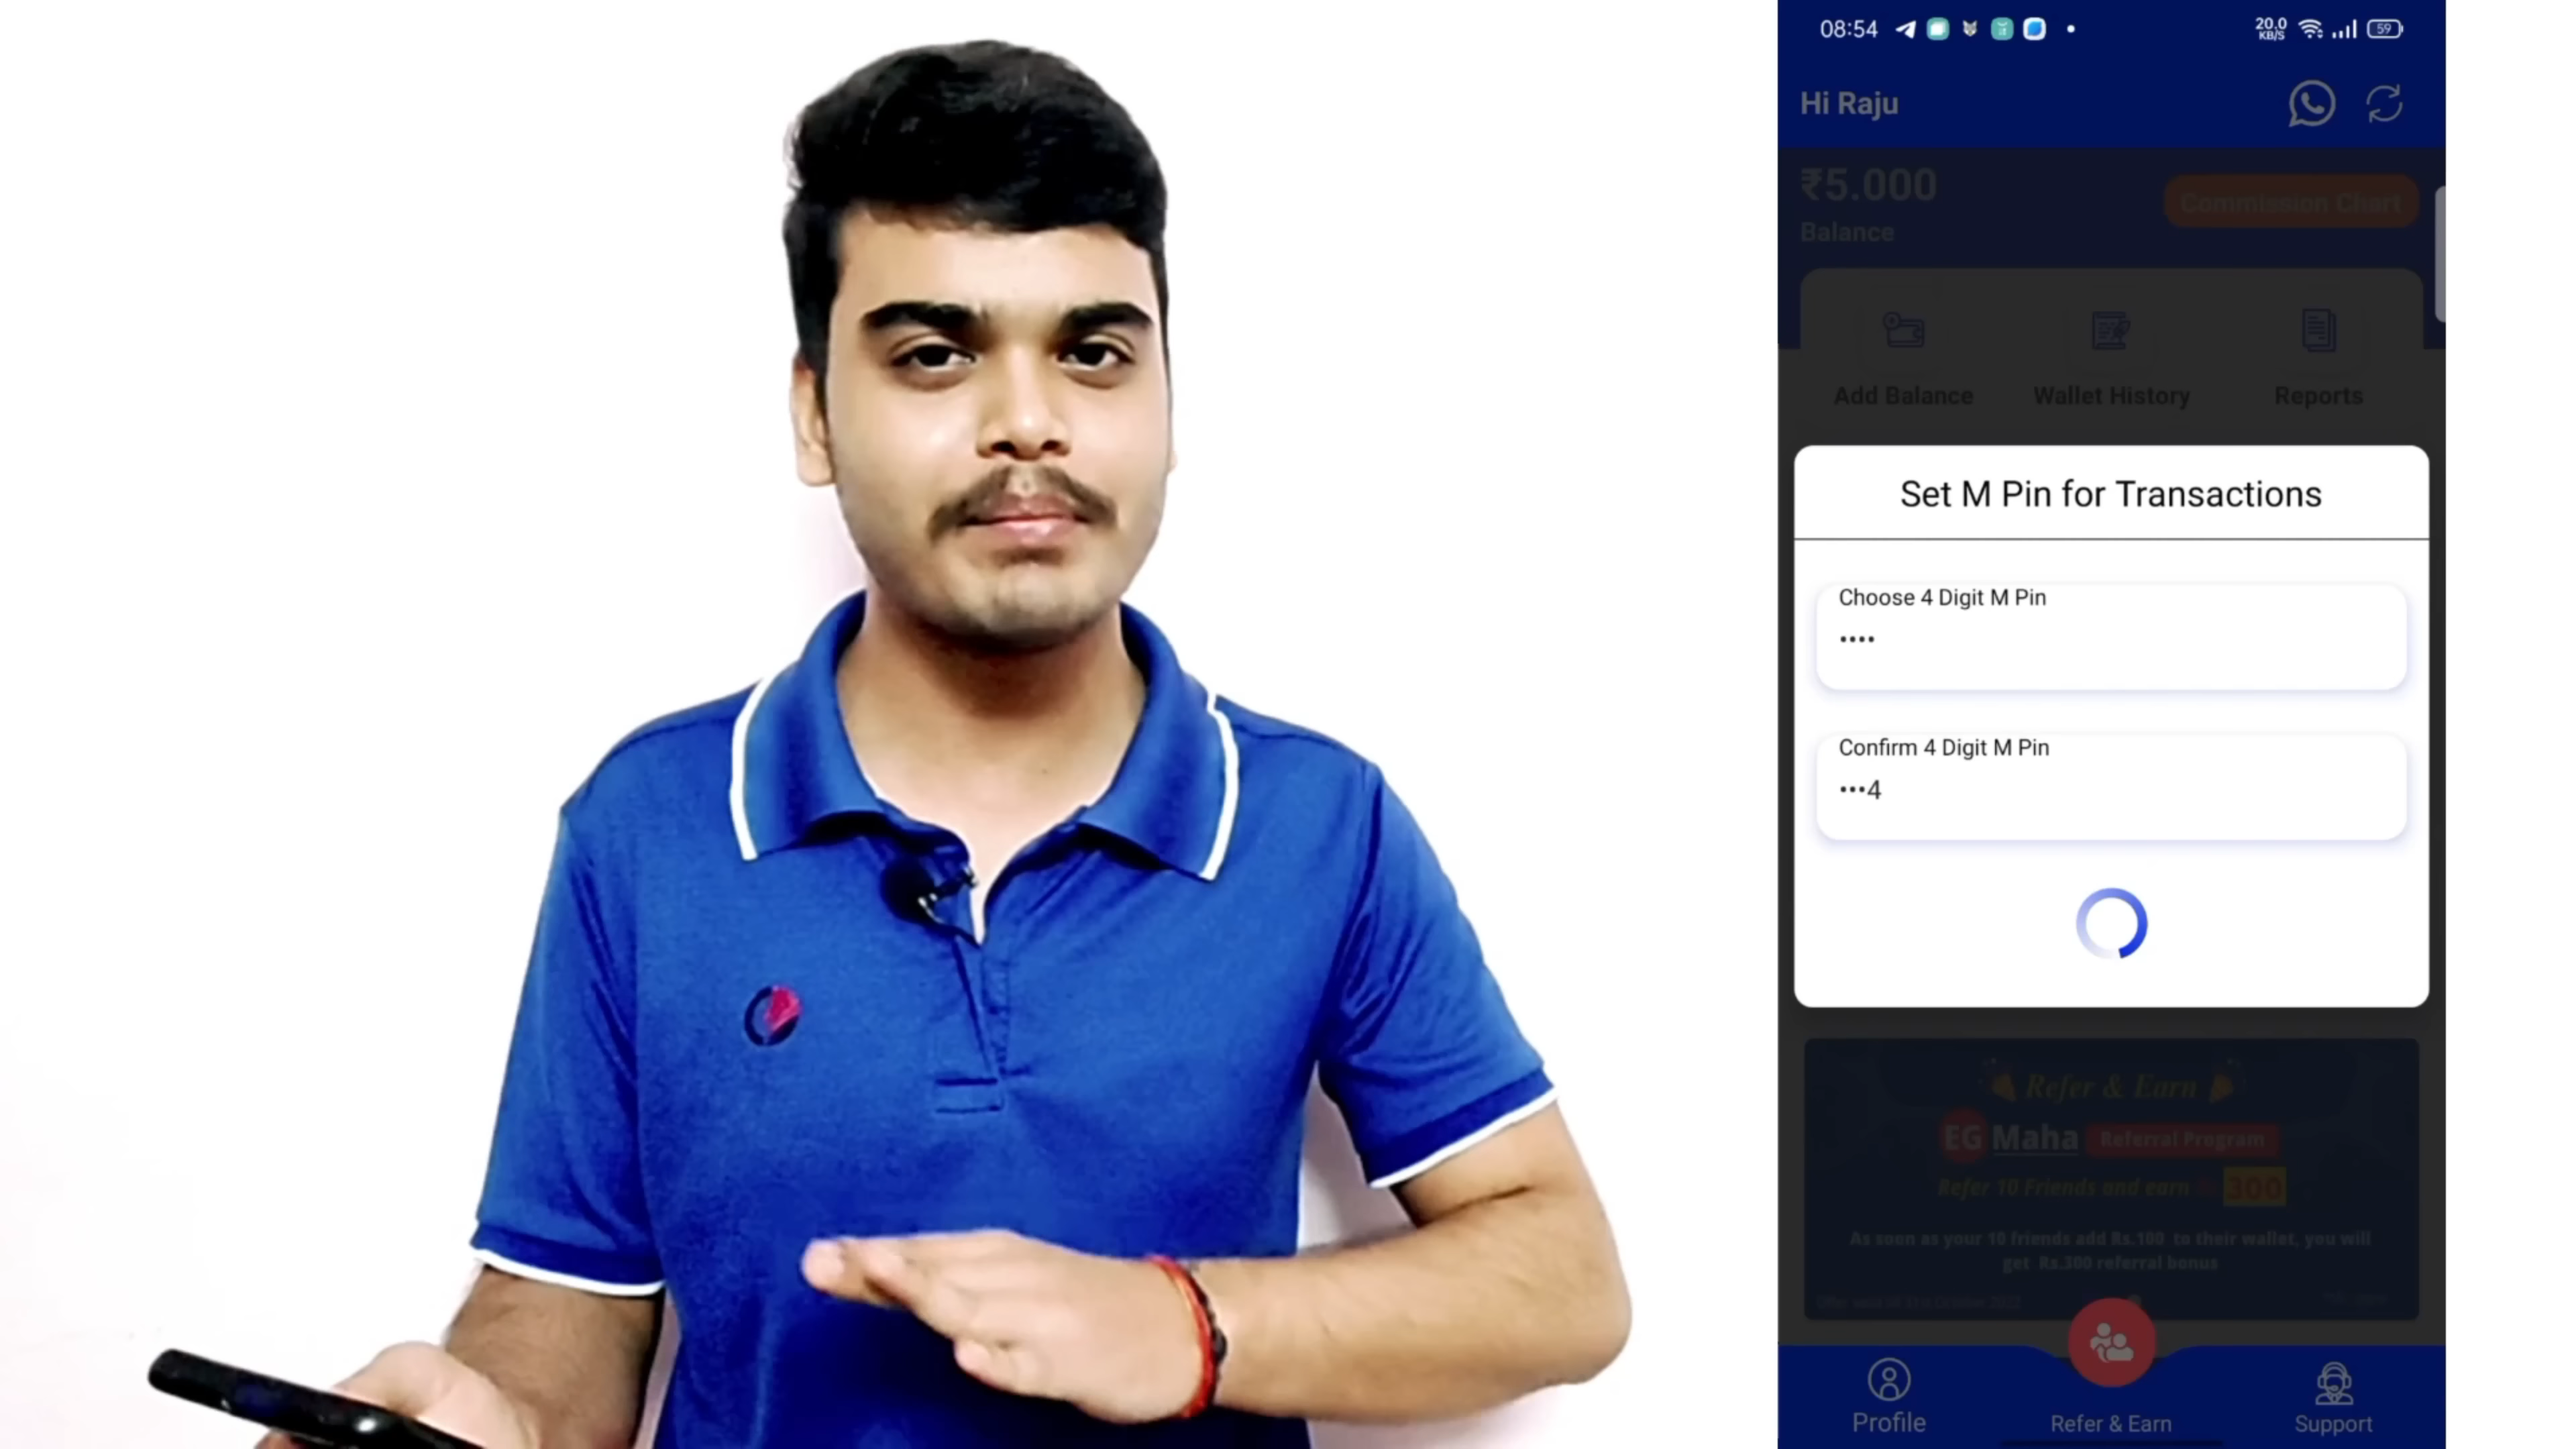 08:54
20.0
KB/S
59
Hi Raju
₹5.000
Commission Chart
Balance
Add Balance
Wallet History
Reports
Set M Pin for Transactions
Choose 4 Digit M Pin
••••
Confirm 4 Digit M Pin
•••4
Refer & Earn
EG Maha Referral Program
Refer 10 Friends and earn 300
As soon as your 10 friends add Rs.100 to their wallet, you will
get Rs.300 referral bonus
Profile
Refer & Earn
Support